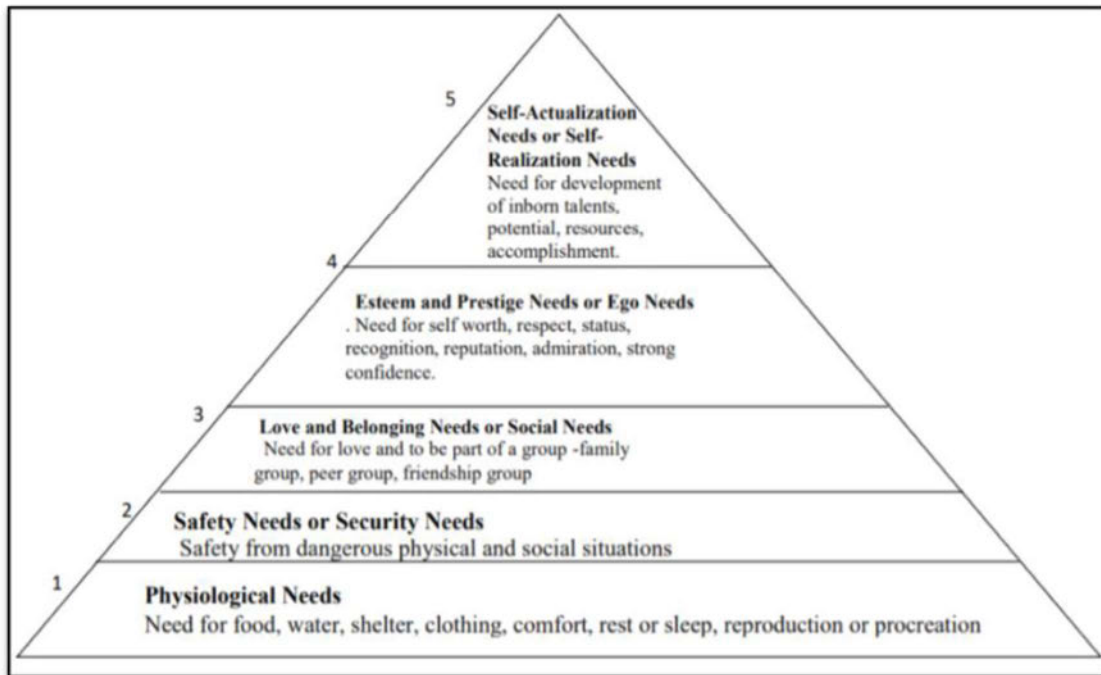 5
Self-Actualization
Needs or Self-
Realization Needs
Need for development
of inborn talents,
potential, resources,
accomplishment.
4
Esteem and Prestige Needs or Ego Needs
. Need for self worth, respect, status,
recognition, reputation, admiration, strong
confidence.
3
Love and Belonging Needs or Social Needs
Need for love and to be part of a group -family
group, peer group, friendship group
2
Safety Needs or Security Needs
Safety from dangerous physical and social situations
1
Physiological Needs
Need for food, water, shelter, clothing, comfort, rest or sleep, reproduction or procreation